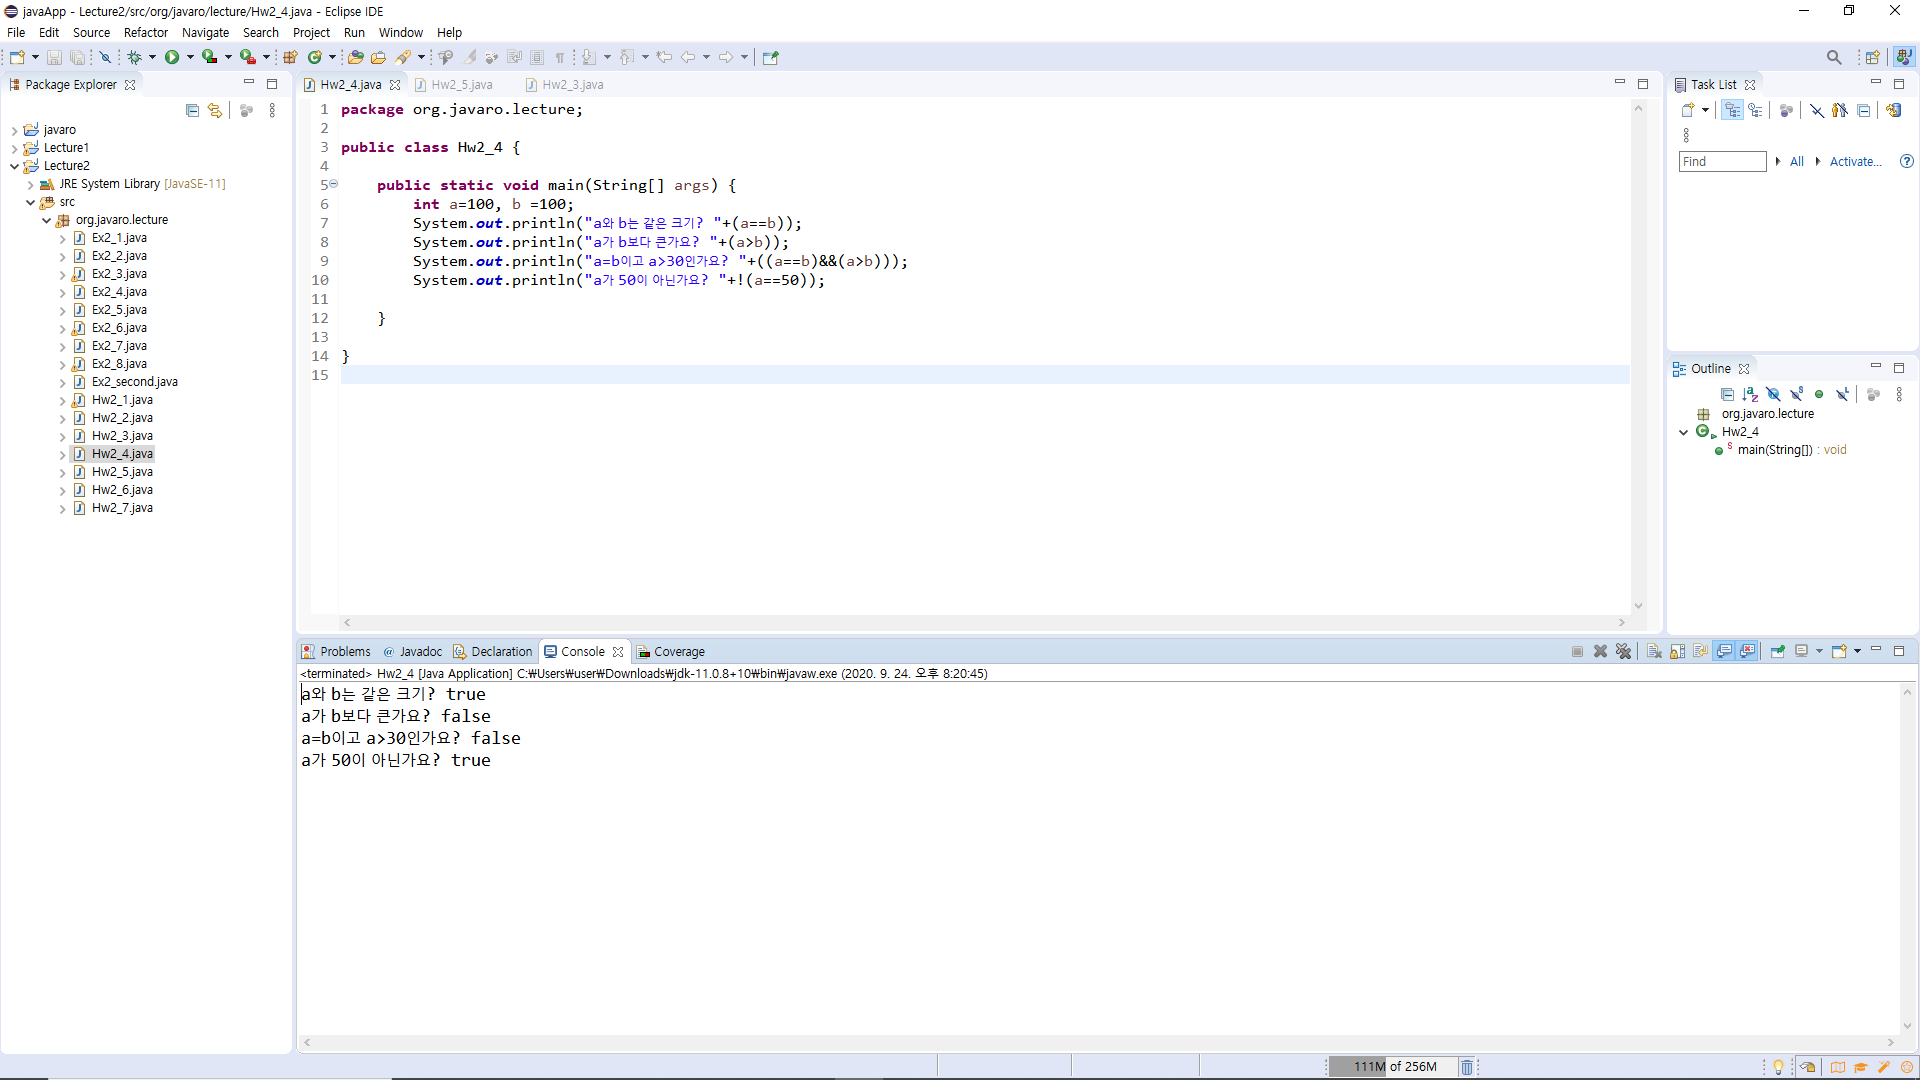 javaApp - Lecture2/src/org/javaro/lecture/Hw2_4.java - Eclipse IDE
File Edit Source Refactor Navigate Search Project Run Window Help
Package Explorer
javaro
Lecture1
Lecture2
JRE System Library [JavaSE-11]
src
org.javaro.lecture
Ex2_1.java
Ex2_2.java
Ex2_3.java
Ex2_4.java
Ex2_5.java
Ex2_6.java
Ex2_7.java
Ex2_8.java
Ex2_second.java
Hw2_1.java
Hw2_2.java
Hw2_3.java
Hw2_4.java
Hw2_5.java
Hw2_6.java
Hw2_7.java
Hw2_4.java Hw2_5.java Hw2_3.java
1 package org.javaro.lecture;
2
3 public class Hw2_4 {
4
5 public static void main(String[] args) {
6 int a=100, b =100;
7 System.out.println("a와 b는 같은 크기? "+(a==b));
8 System.out.println("a가 b보다 큰가요? "+(a>b));
9 System.out.println("a=b이고 a>30인가요? "+((a==b)&&(a>b)));
10 System.out.println("a가 50이 아닌가요? "+!(a==50));
11
12 }
13
14 }
15
Task List
Find All Activate...
Outline
org.javaro.lecture
Hw2_4
main(String[]) : void
Problems @ Javadoc Declaration Console Coverage
<terminated> Hw2_4 [Java Application] C:₩Users₩user₩Downloads₩jdk-11.0.8+10₩bin₩javaw.exe (2020. 9. 24. 오후 8:20:45)
a와 b는 같은 크기? true
a가 b보다 큰가요? false
a=b이고 a>30인가요? false
a가 50이 아닌가요? true
111M of 256M